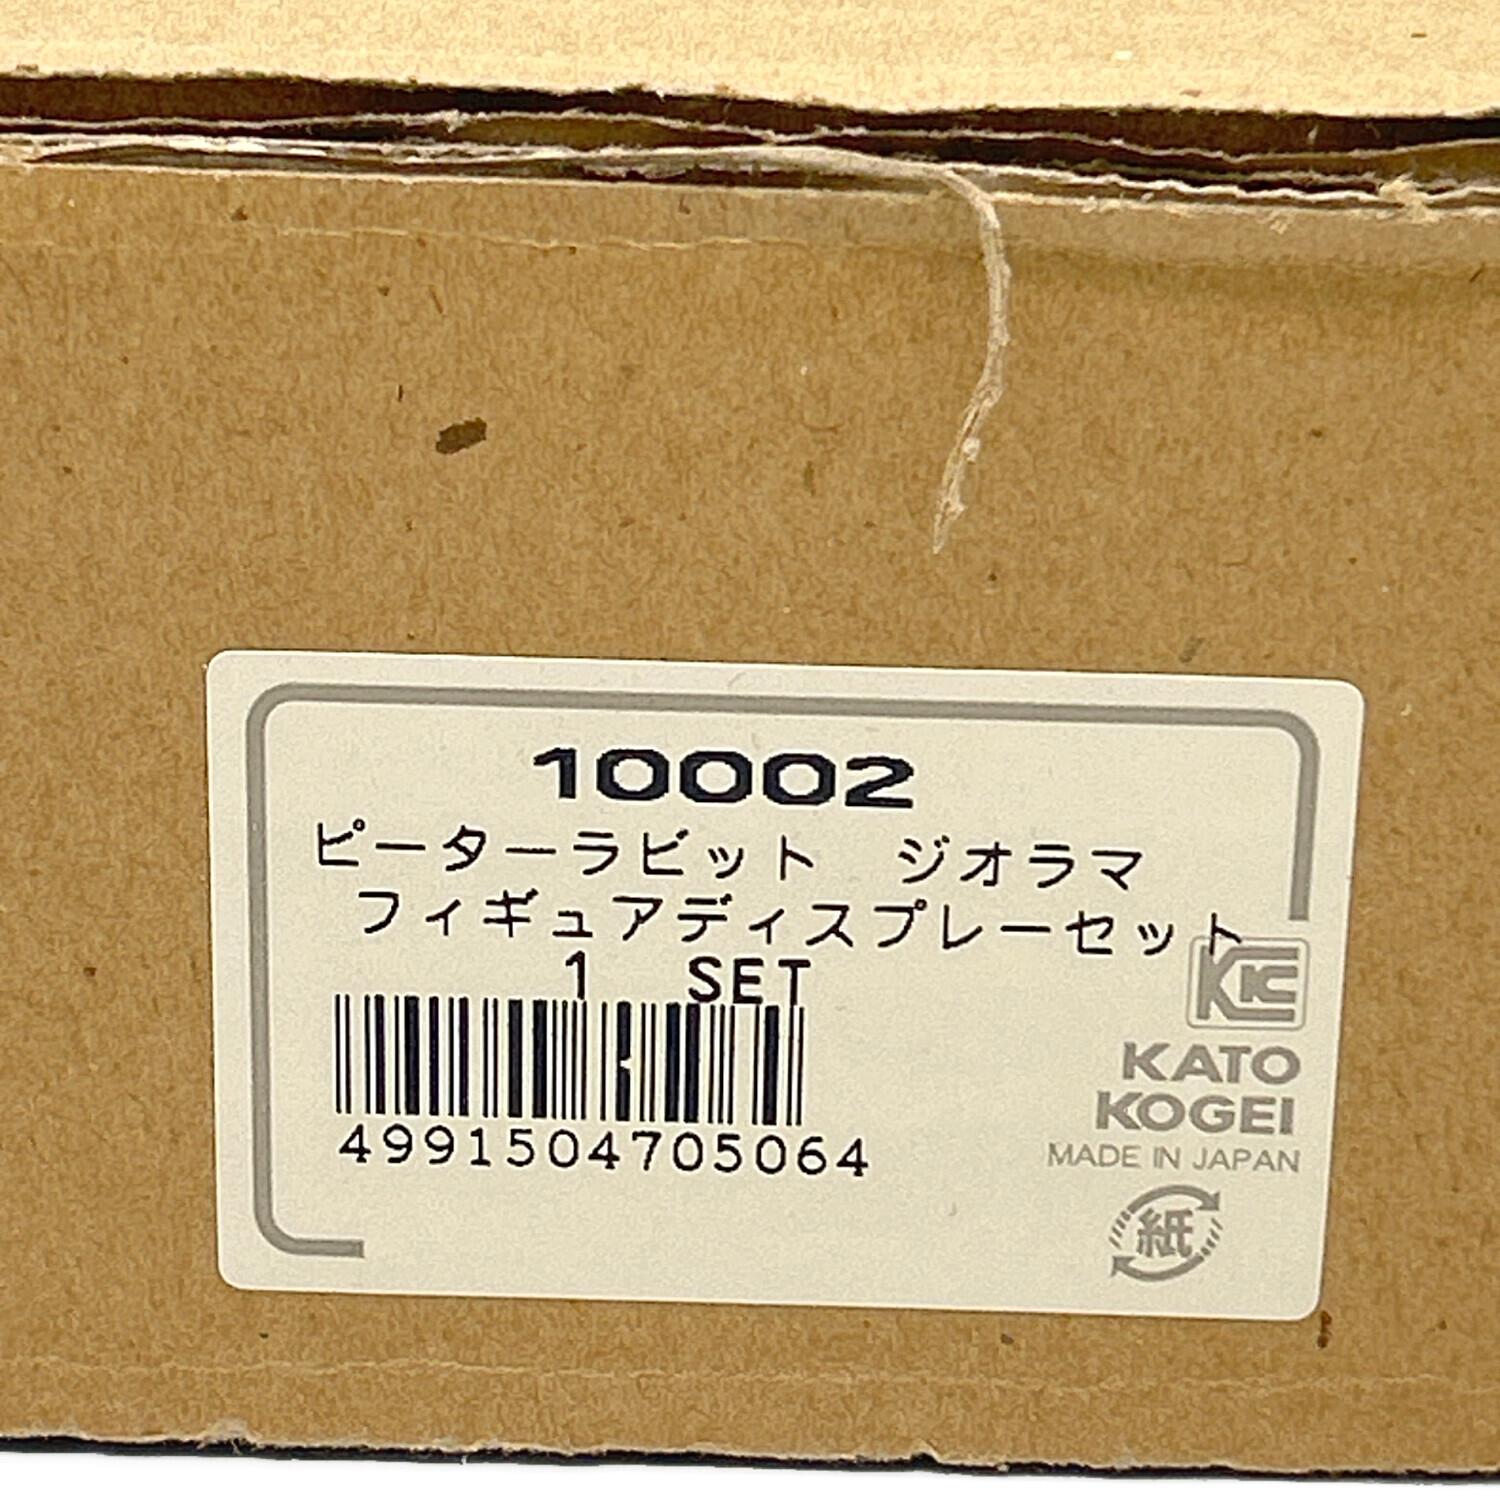 10002
ピーターラビット　ジオラマ
フィギュアディスプレーセット
1 SET
4991504705064
KC
KATO
KOGEI
MADE IN JAPAN
紙